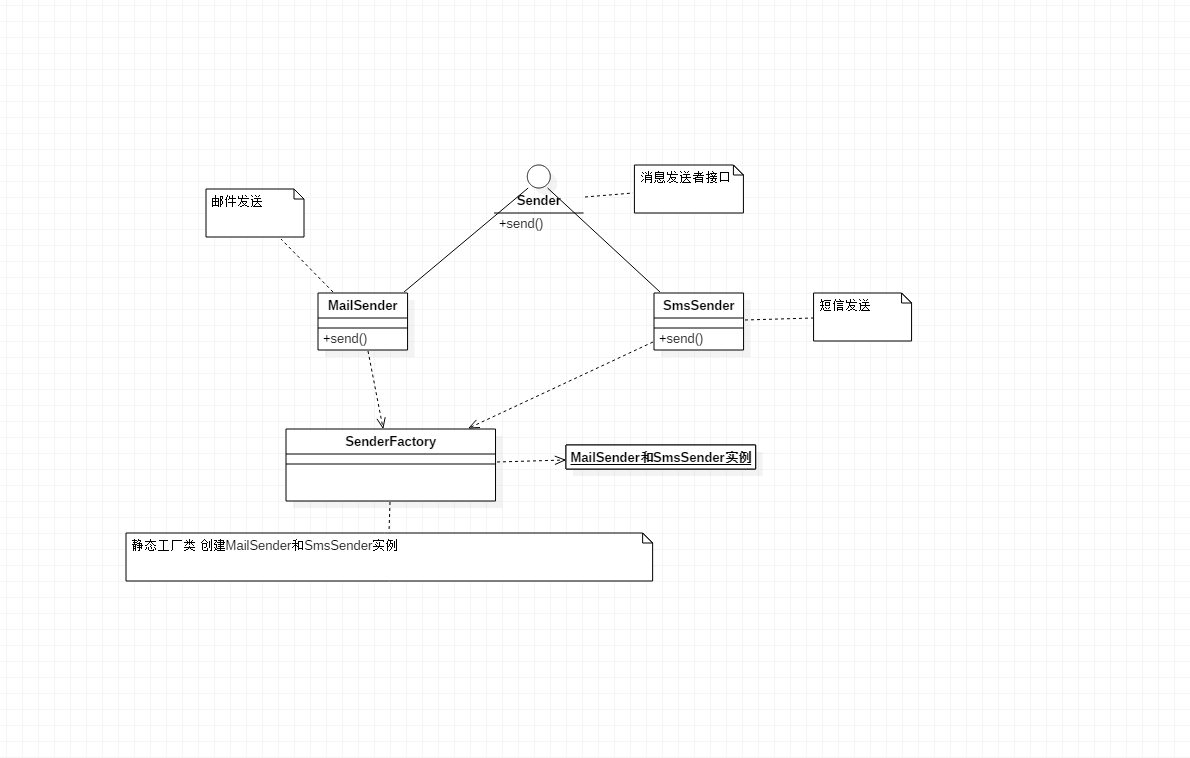 消息发送者接口
邮件发送
Sender
+send()
MailSender
+send()
SmsSender
+send()
短信发送
SenderFactory
MailSender和SmsSender实例
静态工厂类 创建MailSender和SmsSender实例